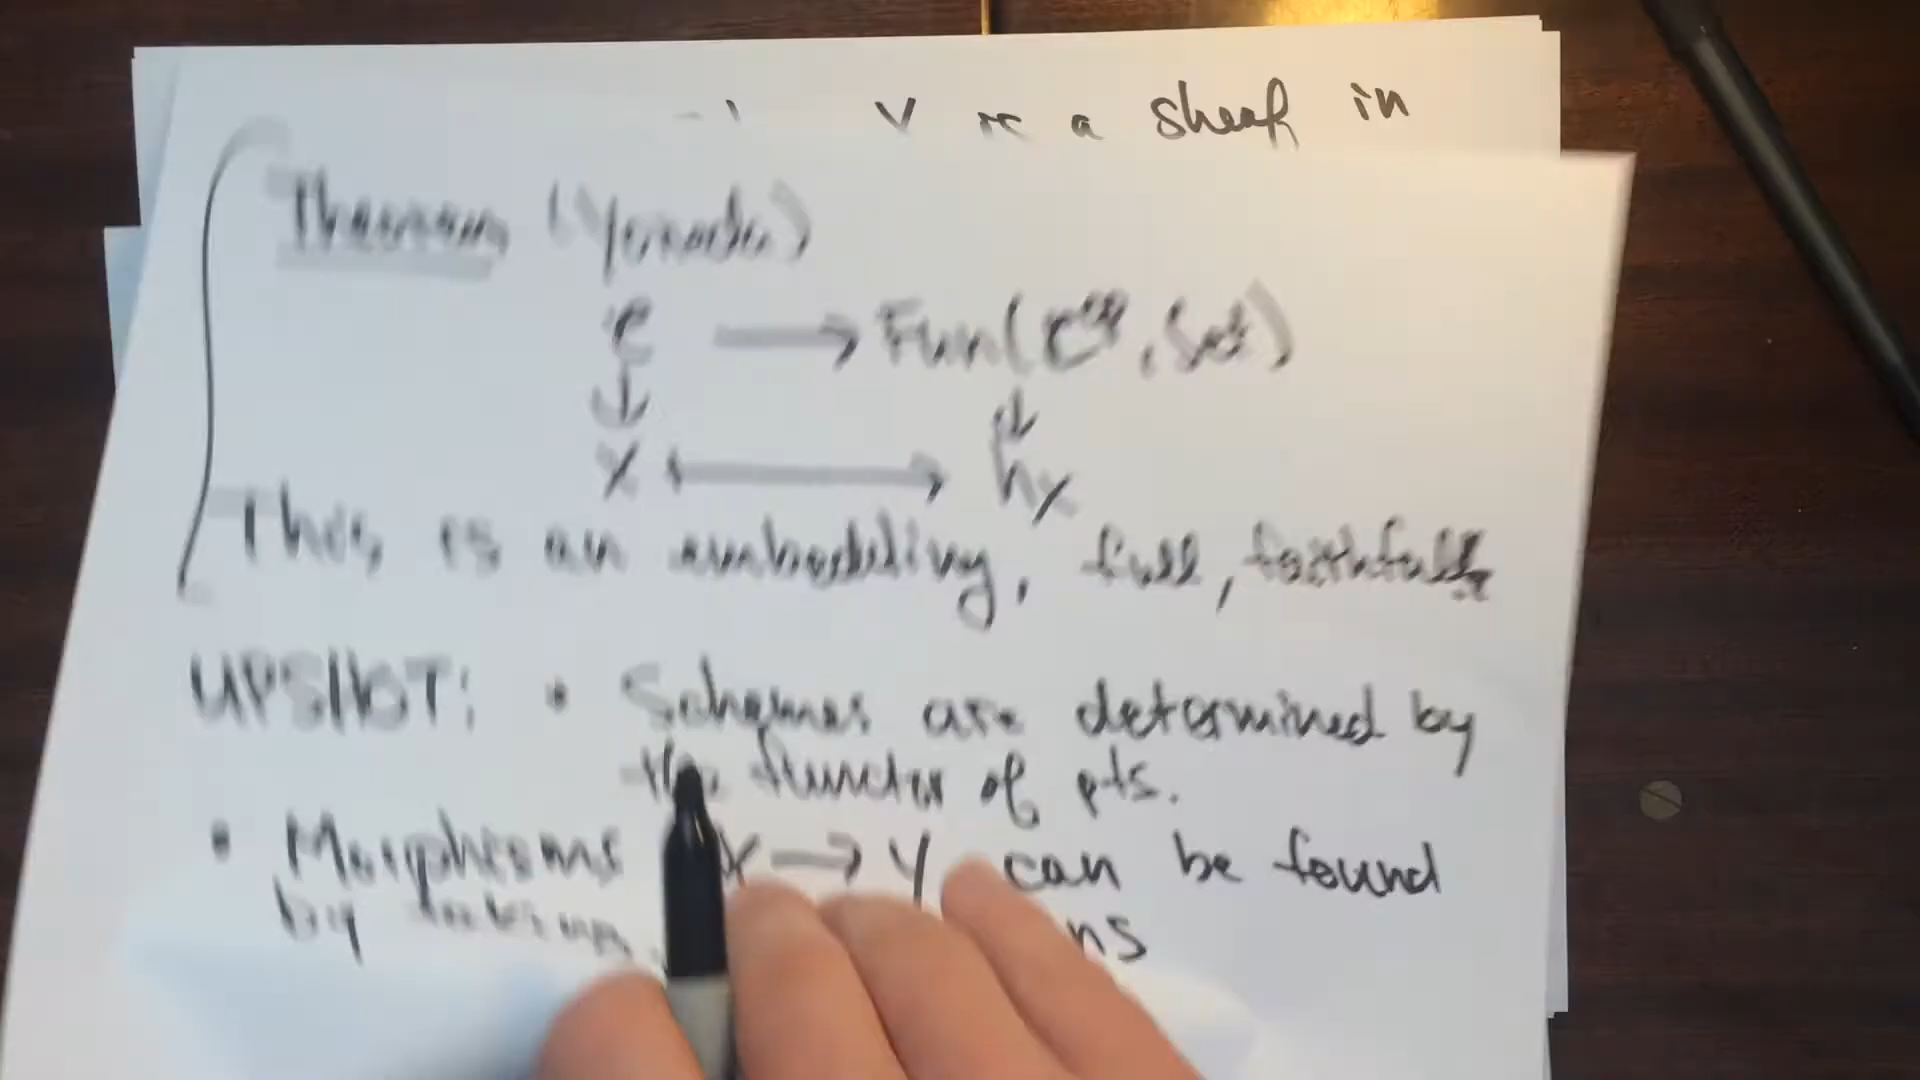 is a sheaf in
Theorem (Yoneda)
C → Fun(C^op, Set)
X ↦ h_X
This is an embedding, full, faithful
UPSHOT: • Schemes are determined by
the functor of pts.
• Morphisms X → Y can be found
by taking